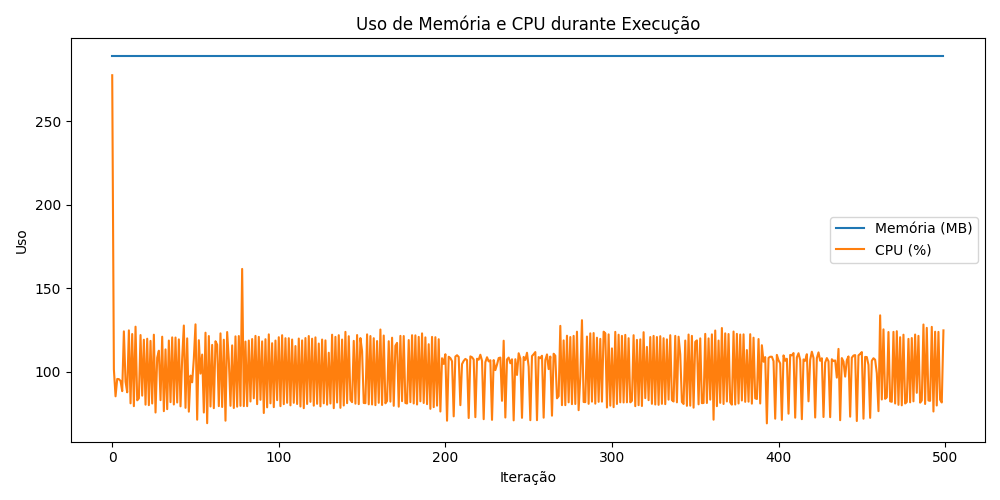 Uso de Memória e CPU durante Execução
Uso
250
200
150
100
Memória (MB)
CPU (%)
0
100
200
300
400
500
Iteração